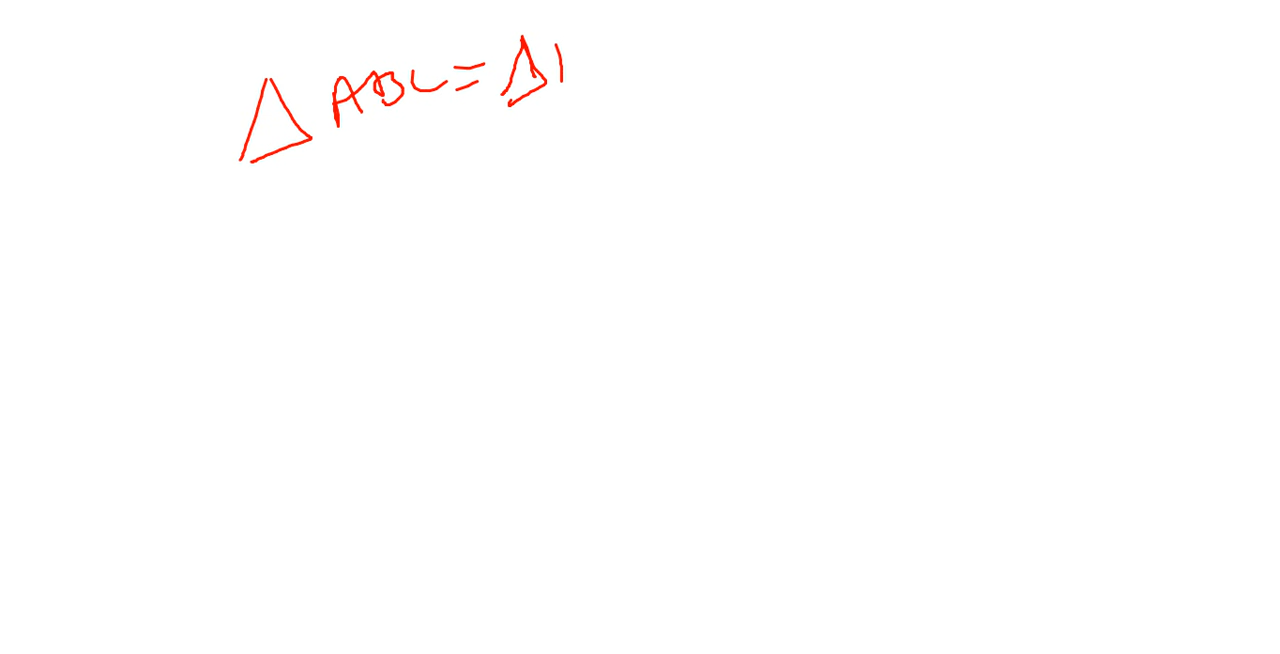 △ ABC = △ I